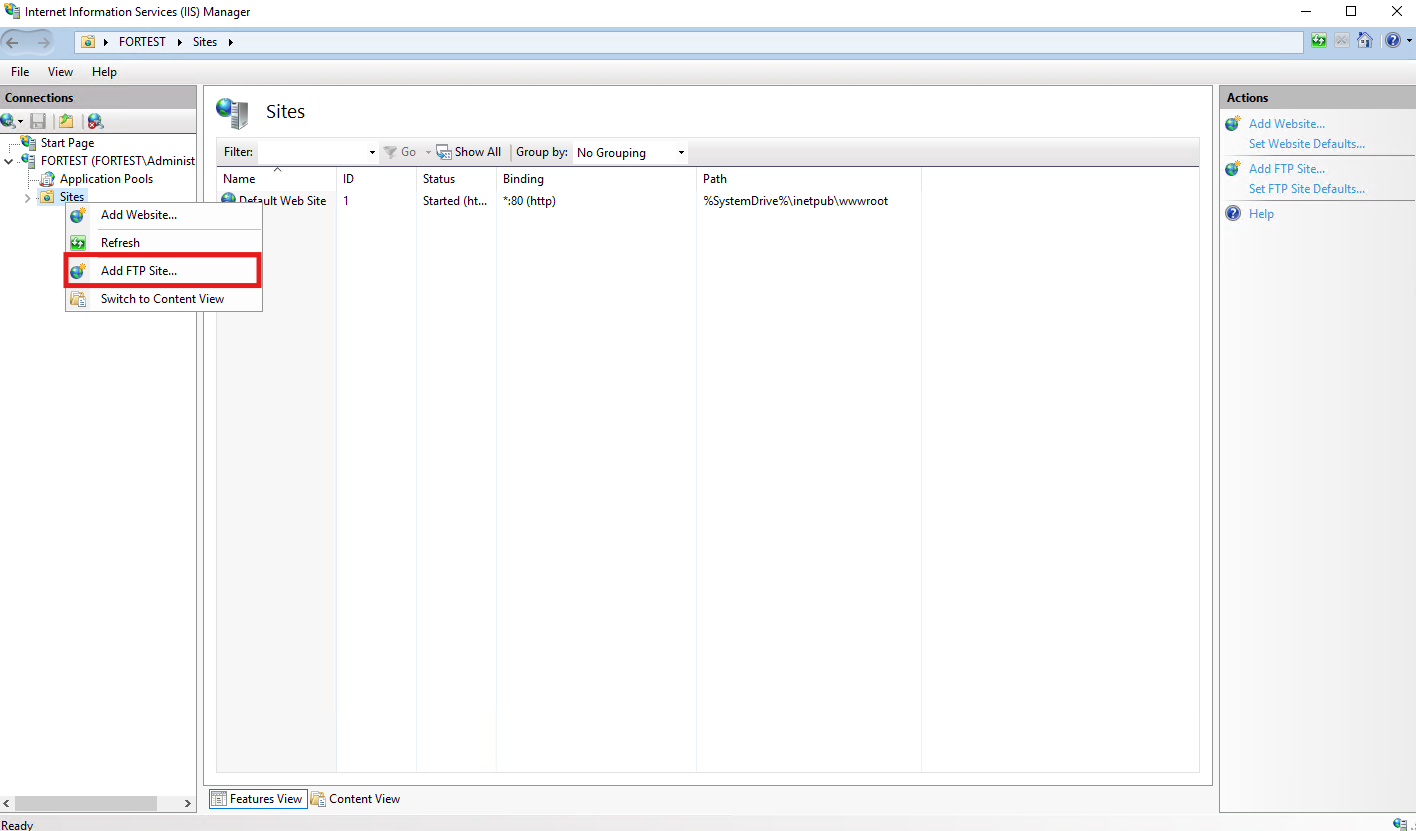 Internet Information Services (IIS) Manager
FORTEST Sites
File View Help
Connections
Start Page
FORTEST (FORTEST\Administ
Application Pools
Sites
Add Website...
Refresh
Add FTP Site...
Switch to Content View
Sites
Filter: Go Show All Group by: No Grouping
Name ID Status Binding Path
Default Web Site 1 Started (ht... *:80 (http) %SystemDrive%\inetpub\wwwroot
Features View Content View
Actions
Add Website...
Set Website Defaults...
Add FTP Site...
Set FTP Site Defaults...
Help
Ready